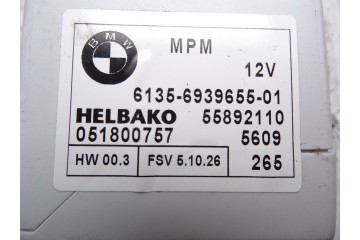 BMW MPM
12V
6135-6939655-01
HELBAKO 55892110
051800757 5609
HW 00.3 FSV 5.10.26 265